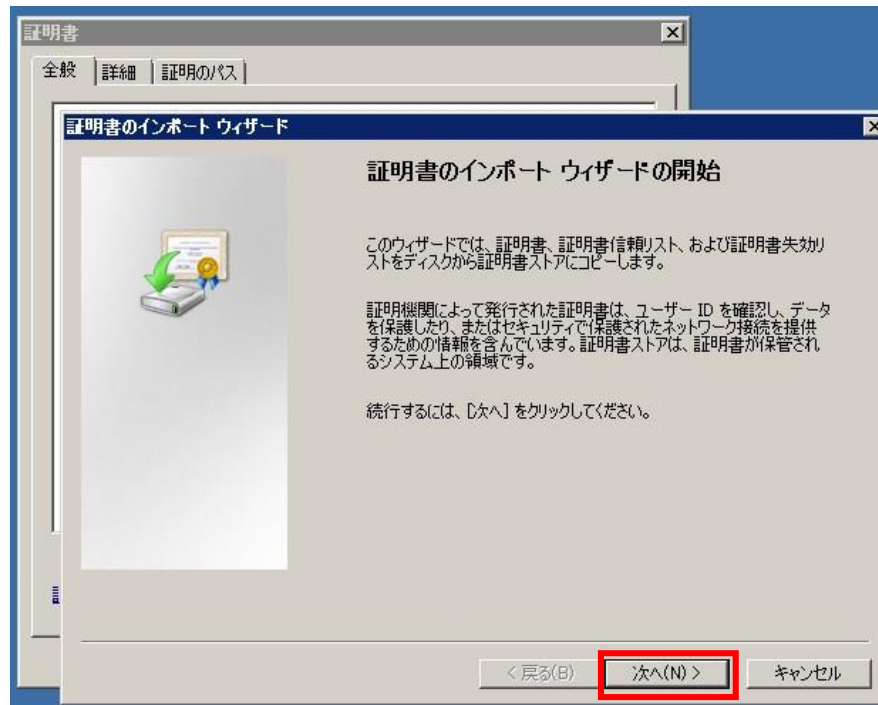 証明書
全般
詳細
証明のパス
証明書のインポート ウィザード
証明書のインポート ウィザードの開始
このウィザードでは、証明書、証明書信頼リスト、および証明書失効リ
ストをディスクから証明書ストアにコピーします。
証明機関によって発行された証明書は、ユーザー ID を確認し、データ
を保護したり、またはセキュリティで保護されたネットワーク接続を提供
するための情報を含んでいます。証明書ストアは、証明書が保管され
るシステム上の領域です。
続行するには、[次へ] をクリックしてください。
< 戻る(B)
次へ(N) >
キャンセル